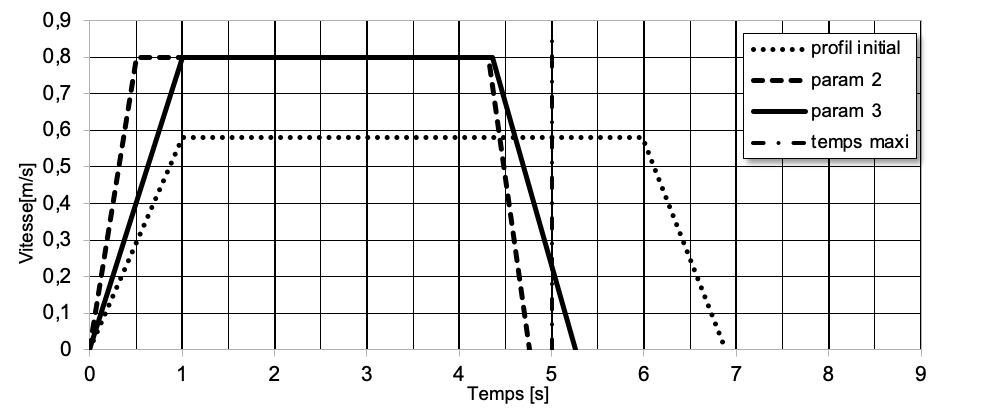 0,9
0,8
0,7
0,6
0,5
0,4
0,3
0,2
0,1
0
Vitesse[m/s]
0 1 2 3 4 5 6 7 8 9
Temps [s]
profil initial
param 2
param 3
temps maxi